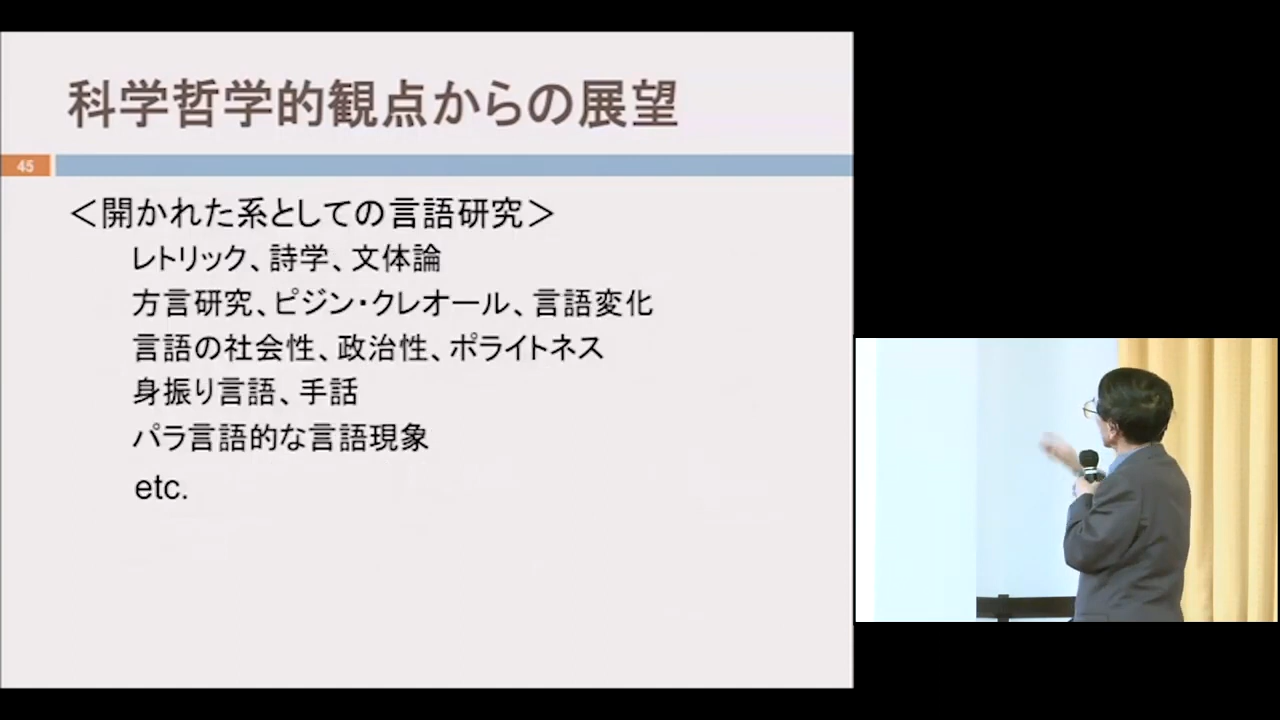 科学哲学的観点からの展望
45
＜開かれた系としての言語研究＞
レトリック、詩学、文体論
方言研究、ピジン・クレオール、言語変化
言語の社会性、政治性、ポライトネス
身振り言語、手話
パラ言語的な言語現象
etc.